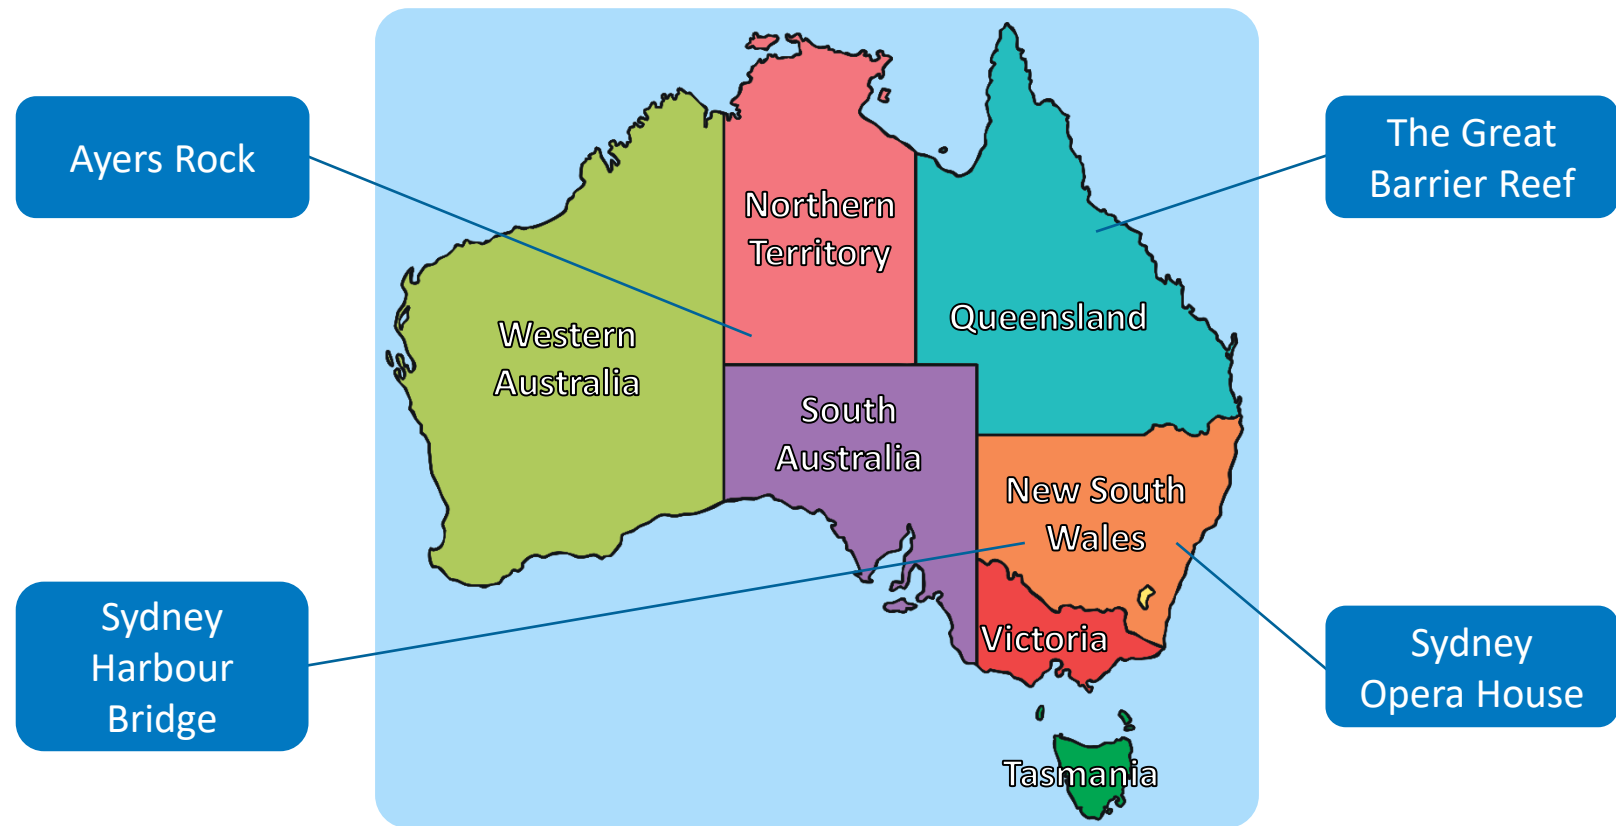 Ayers Rock
The Great
Barrier Reef
Northern
Territory
Queensland
Western
Australia
South
Australia
New South
Wales
Sydney
Harbour
Bridge
Victoria
Sydney
Opera House
Tasmania